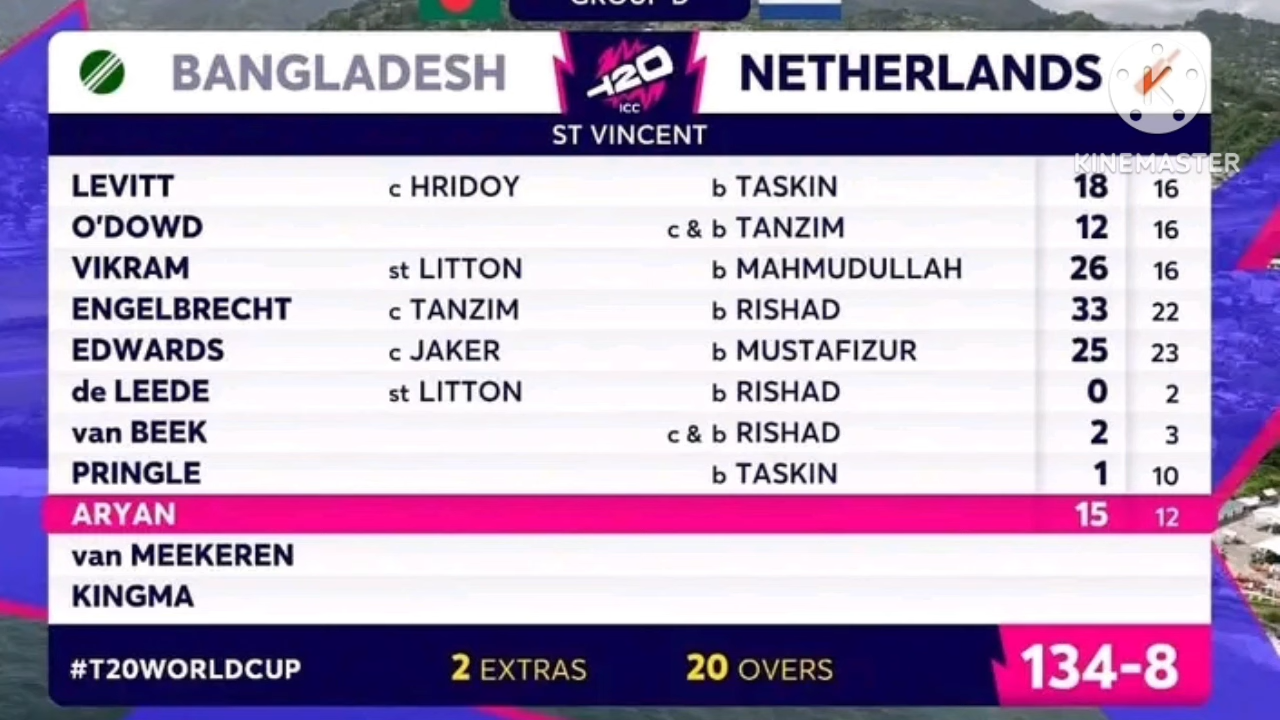 GROUP D
BANGLADESH T20 ICC NETHERLANDS
KINEMASTER
ST VINCENT
LEVITT c HRIDOY b TASKIN 18 16
O'DOWD c & b TANZIM 12 16
VIKRAM st LITTON b MAHMUDULLAH 26 16
ENGELBRECHT c TANZIM b RISHAD 33 22
EDWARDS c JAKER b MUSTAFIZUR 25 23
de LEEDE st LITTON b RISHAD 0 2
van BEEK c & b RISHAD 2 3
PRINGLE b TASKIN 1 10
ARYAN 15 12
van MEEKEREN
KINGMA
#T20WORLDCUP 2 EXTRAS 20 OVERS 134-8